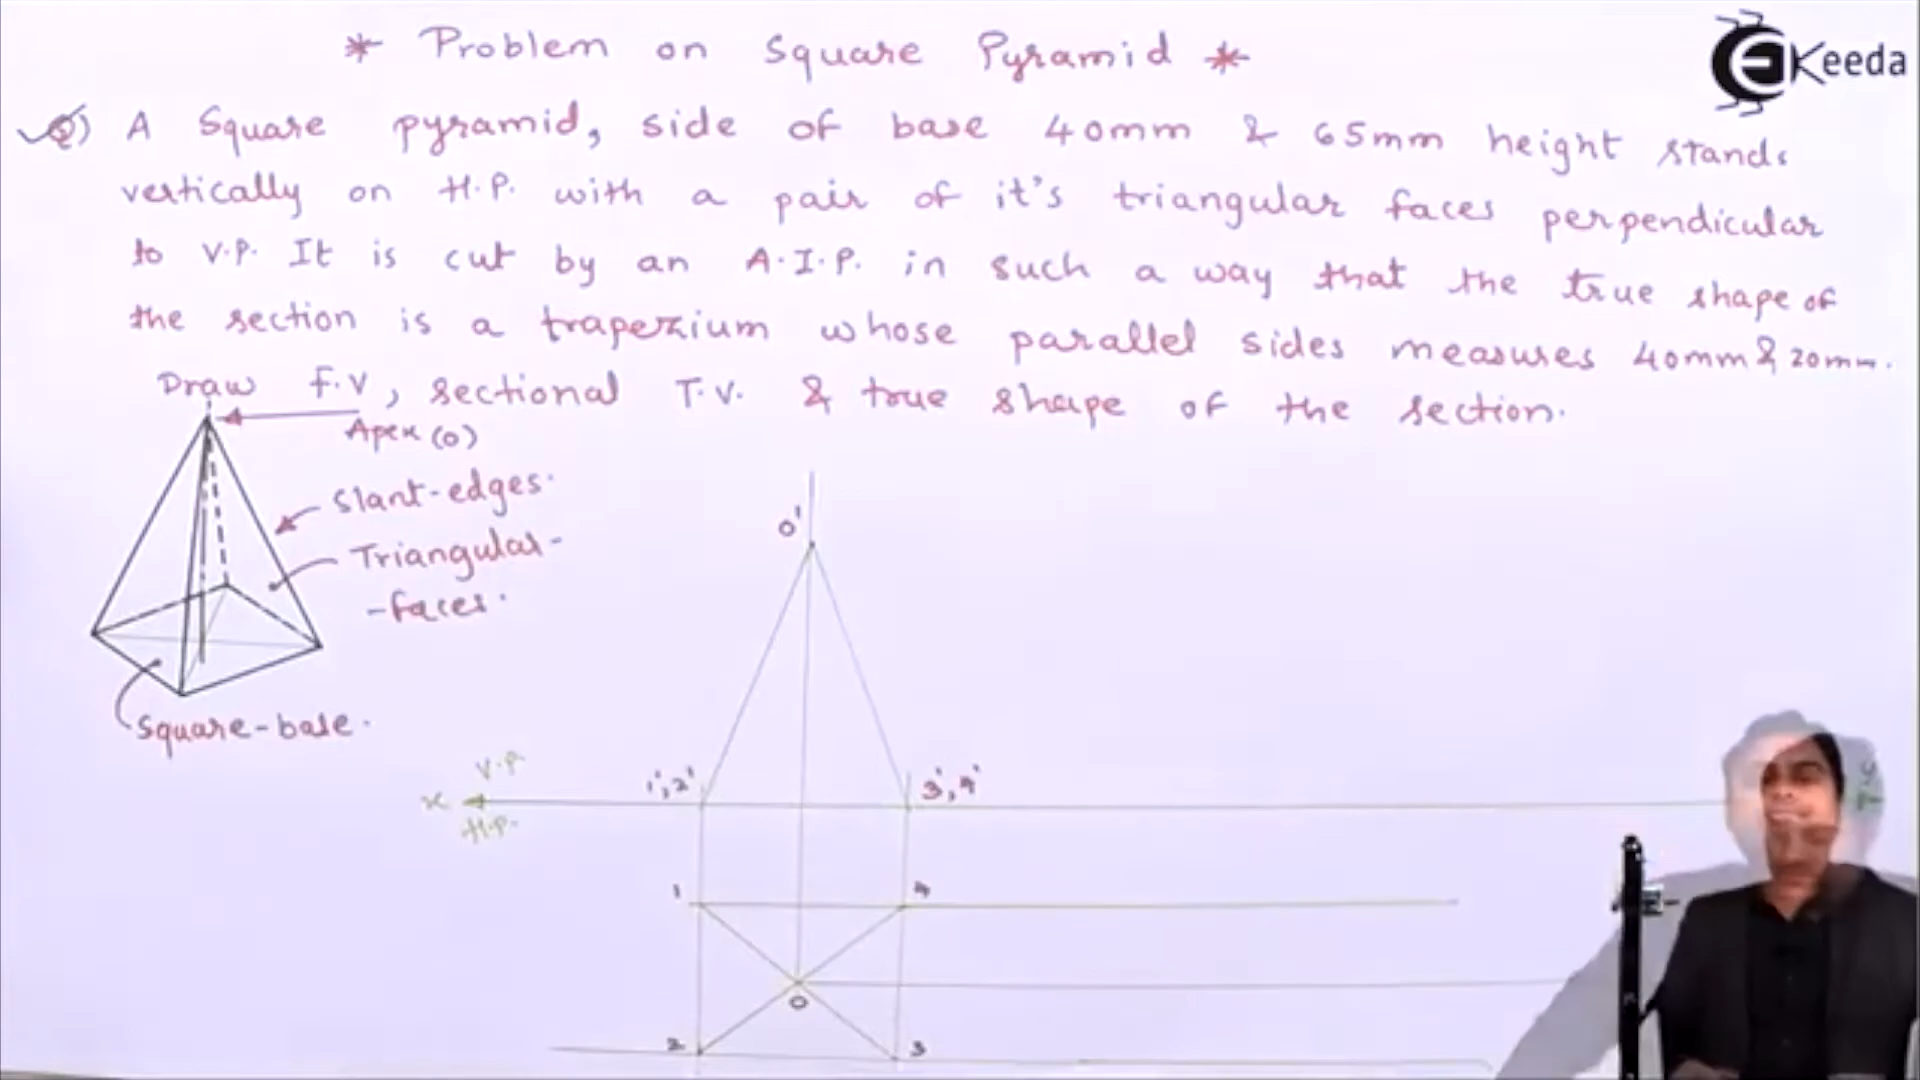 * Problem on Square Pyramid *
EKeeda
Q) A Square pyramid, side of base 40mm & 65mm height stands
vertically on H.P. with a pair of it's triangular faces perpendicular
to V.P. It is cut by an A.I.P. in such a way that the true shape of
the section is a trapezium whose parallel sides measures 40mm & 20mm.
Draw F.V, sectional T.V. & true shape of the section.
Apex (O)
Slant-edges.
Triangular-
-faces.
Square-base.
O'
1',2'
3',4'
V.P.
X
H.P.
1
4
O
2
3